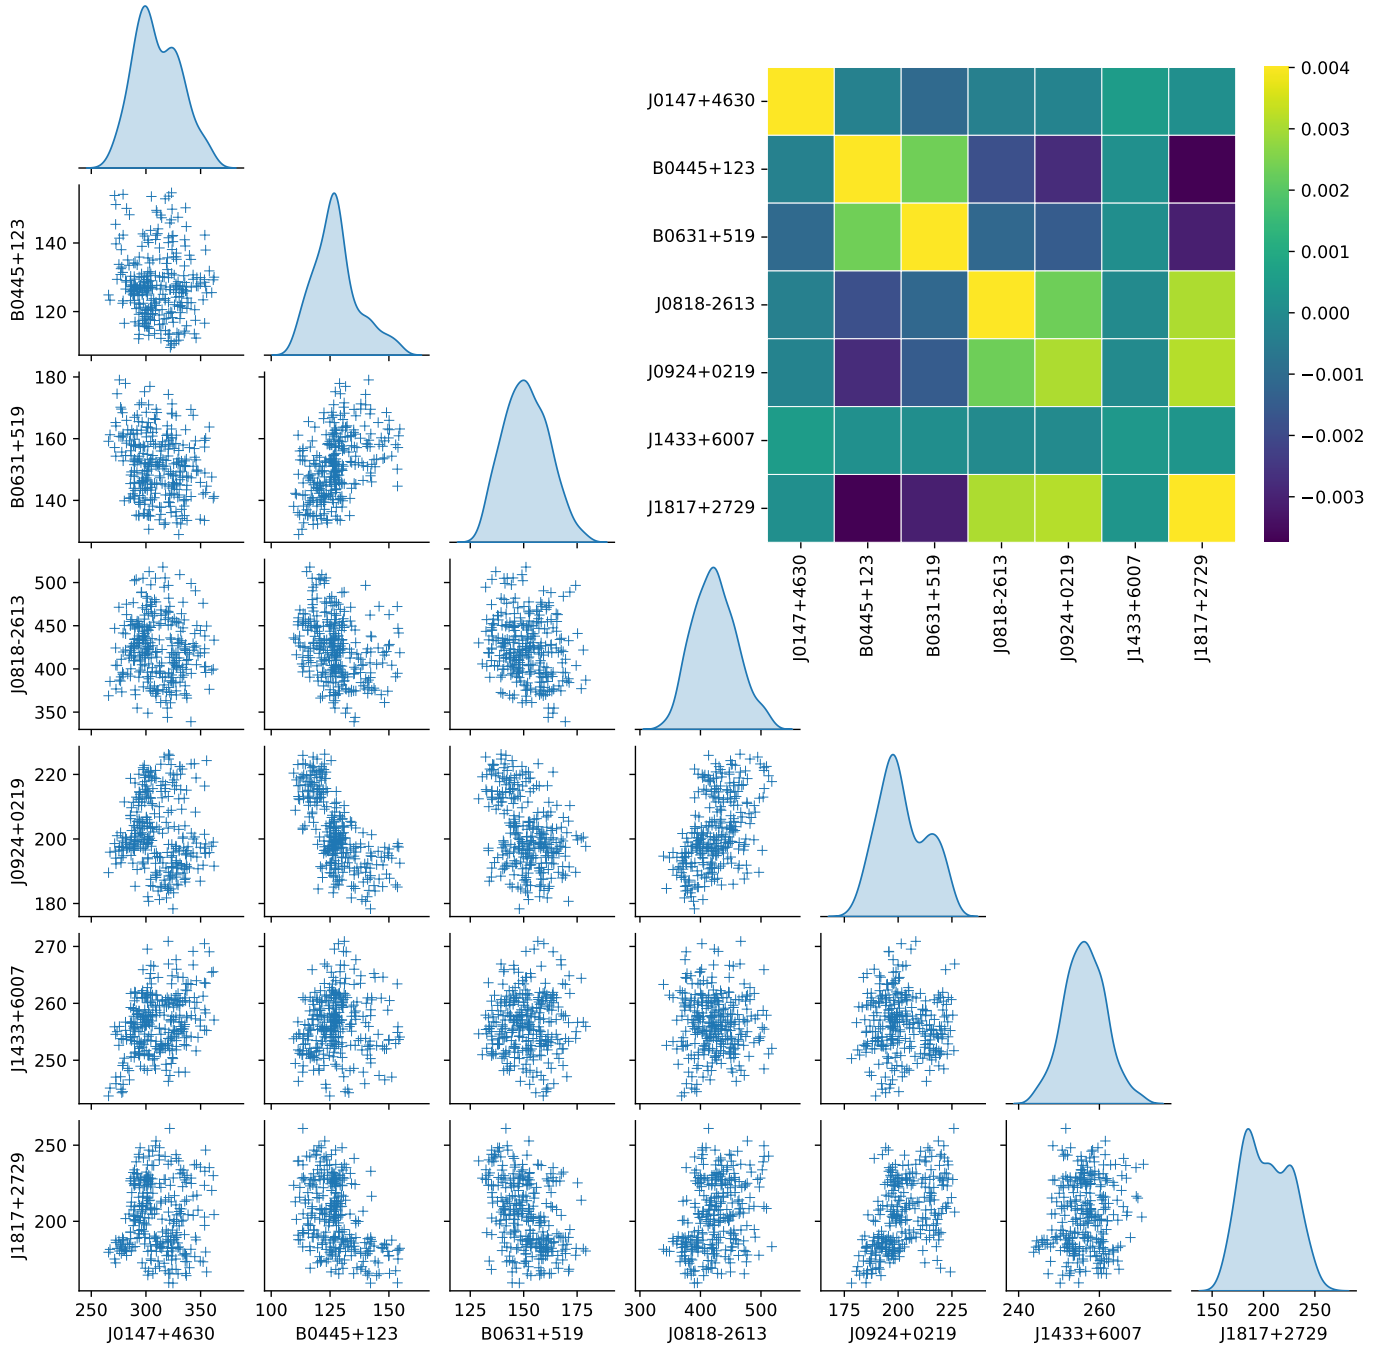 J0147+4630
B0445+123
B0631+519
J0818-2613
J0924+0219
J1433+6007
J1817+2729
J0147+4630
B0445+123
B0631+519
J0818-2613
J0924+0219
J1433+6007
J1817+2729
0.004
0.003
0.002
0.001
0.000
−0.001
−0.002
−0.003
B0445+123
140
120
B0631+519
180
160
140
J0818-2613
500
450
400
350
J0924+0219
220
200
180
J1433+6007
270
260
250
J1817+2729
250
200
250 300 350
100 125 150
125 150 175
300 400 500
175 200 225
240 260
150 200 250
J0147+4630
B0445+123
B0631+519
J0818-2613
J0924+0219
J1433+6007
J1817+2729